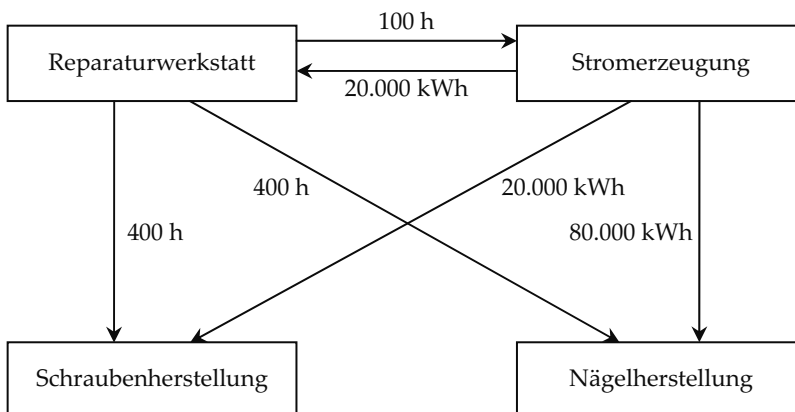 100 h
Reparaturwerkstatt
Stromerzeugung
20.000 kWh
400 h
20.000 kWh
400 h
80.000 kWh
Schraubenherstellung
Nägelherstellung